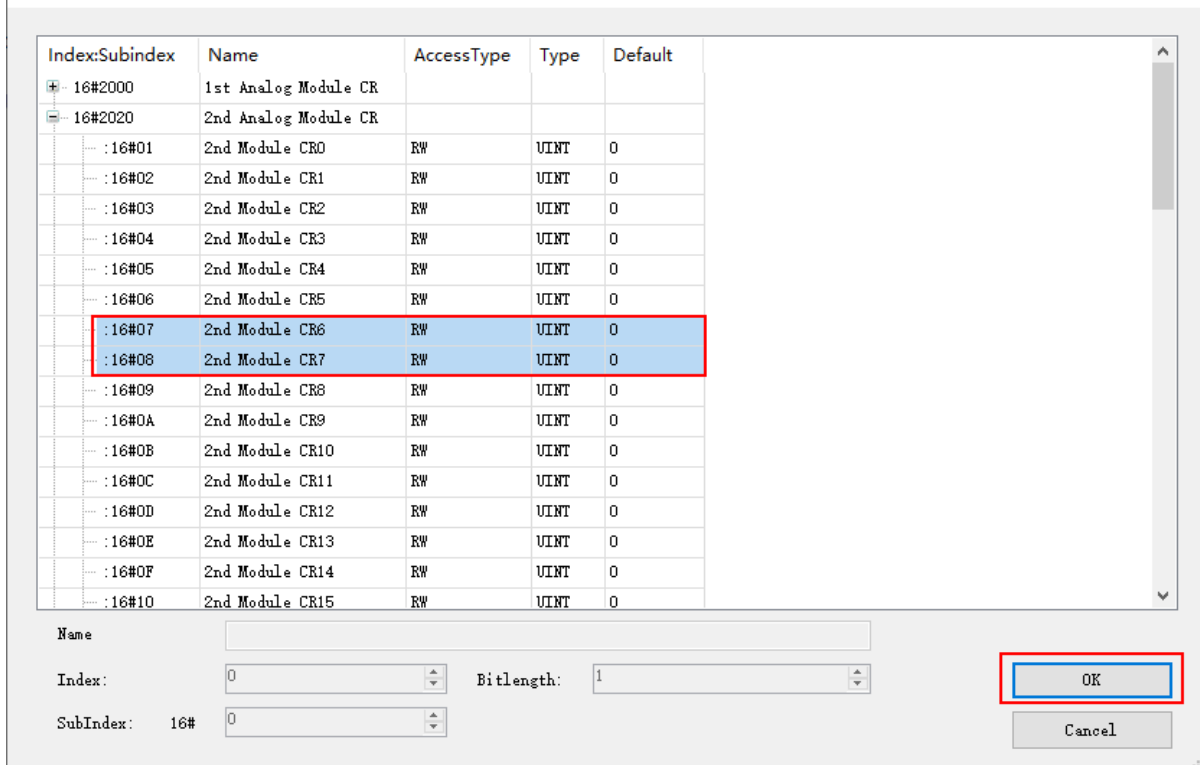 Index:Subindex Name AccessType Type Default
16#2000 1st Analog Module CR
16#2020 2nd Analog Module CR
:16#01 2nd Module CR0 RW UINT 0
:16#02 2nd Module CR1 RW UINT 0
:16#03 2nd Module CR2 RW UINT 0
:16#04 2nd Module CR3 RW UINT 0
:16#05 2nd Module CR4 RW UINT 0
:16#06 2nd Module CR5 RW UINT 0
:16#07 2nd Module CR6 RW UINT 0
:16#08 2nd Module CR7 RW UINT 0
:16#09 2nd Module CR8 RW UINT 0
:16#0A 2nd Module CR9 RW UINT 0
:16#0B 2nd Module CR10 RW UINT 0
:16#0C 2nd Module CR11 RW UINT 0
:16#0D 2nd Module CR12 RW UINT 0
:16#0E 2nd Module CR13 RW UINT 0
:16#0F 2nd Module CR14 RW UINT 0
:16#10 2nd Module CR15 RW UINT 0
Name
Index: 0 Bitlength: 1 OK
SubIndex: 16# 0 Cancel